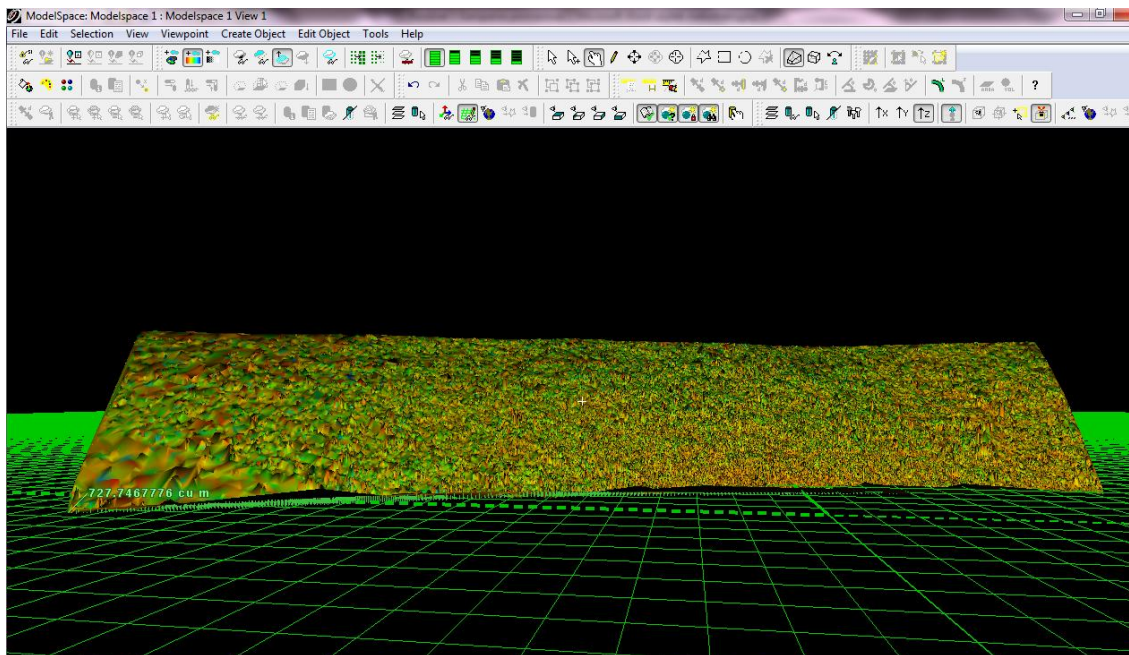 ModelSpace: Modelspace 1 : Modelspace 1 View 1
File Edit Selection View Viewpoint Create Object Edit Object Tools Help
?
X Y Z
727.7467776 cu m